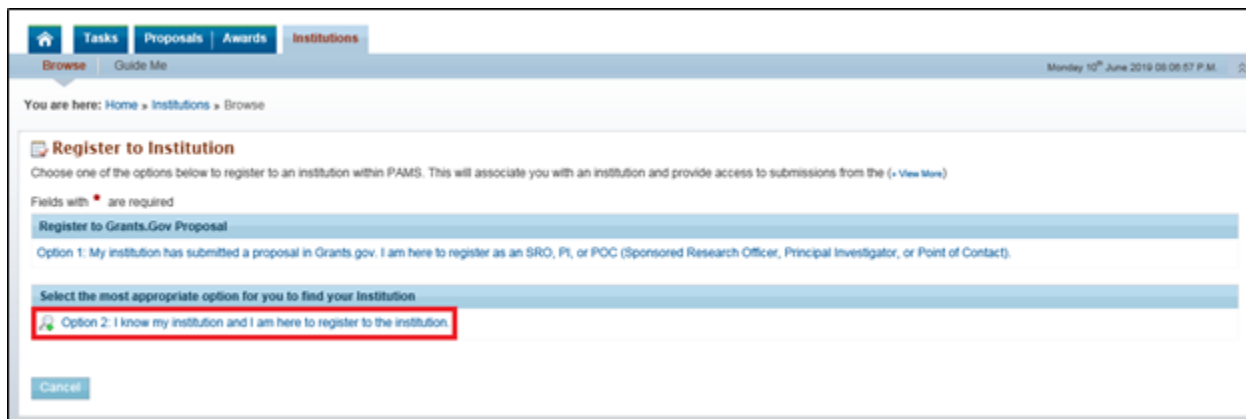 Tasks Proposals | Awards Institutions
Browse Guide Me Monday 10th June 2019 08:06:57 P.M.
You are here: Home » Institutions » Browse
Register to Institution
Choose one of the options below to register to an institution within PAMS. This will associate you with an institution and provide access to submissions from the (+ View More)
Fields with * are required
Register to Grants.Gov Proposal
Option 1: My institution has submitted a proposal in Grants.gov. I am here to register as an SRO, PI, or POC (Sponsored Research Officer, Principal Investigator, or Point of Contact).
Select the most appropriate option for you to find your Institution
Option 2: I know my institution and I am here to register to the institution.
Cancel